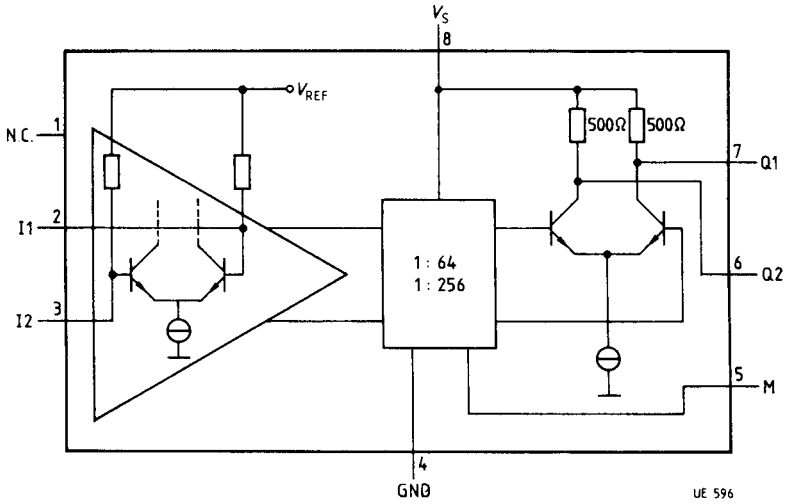 V_S
8
V_REF
500Ω 500Ω
N.C. 1
7 Q1
I1 2
1 : 64
1 : 256
6 Q2
I2 3
5 M
4
GND
UE 596